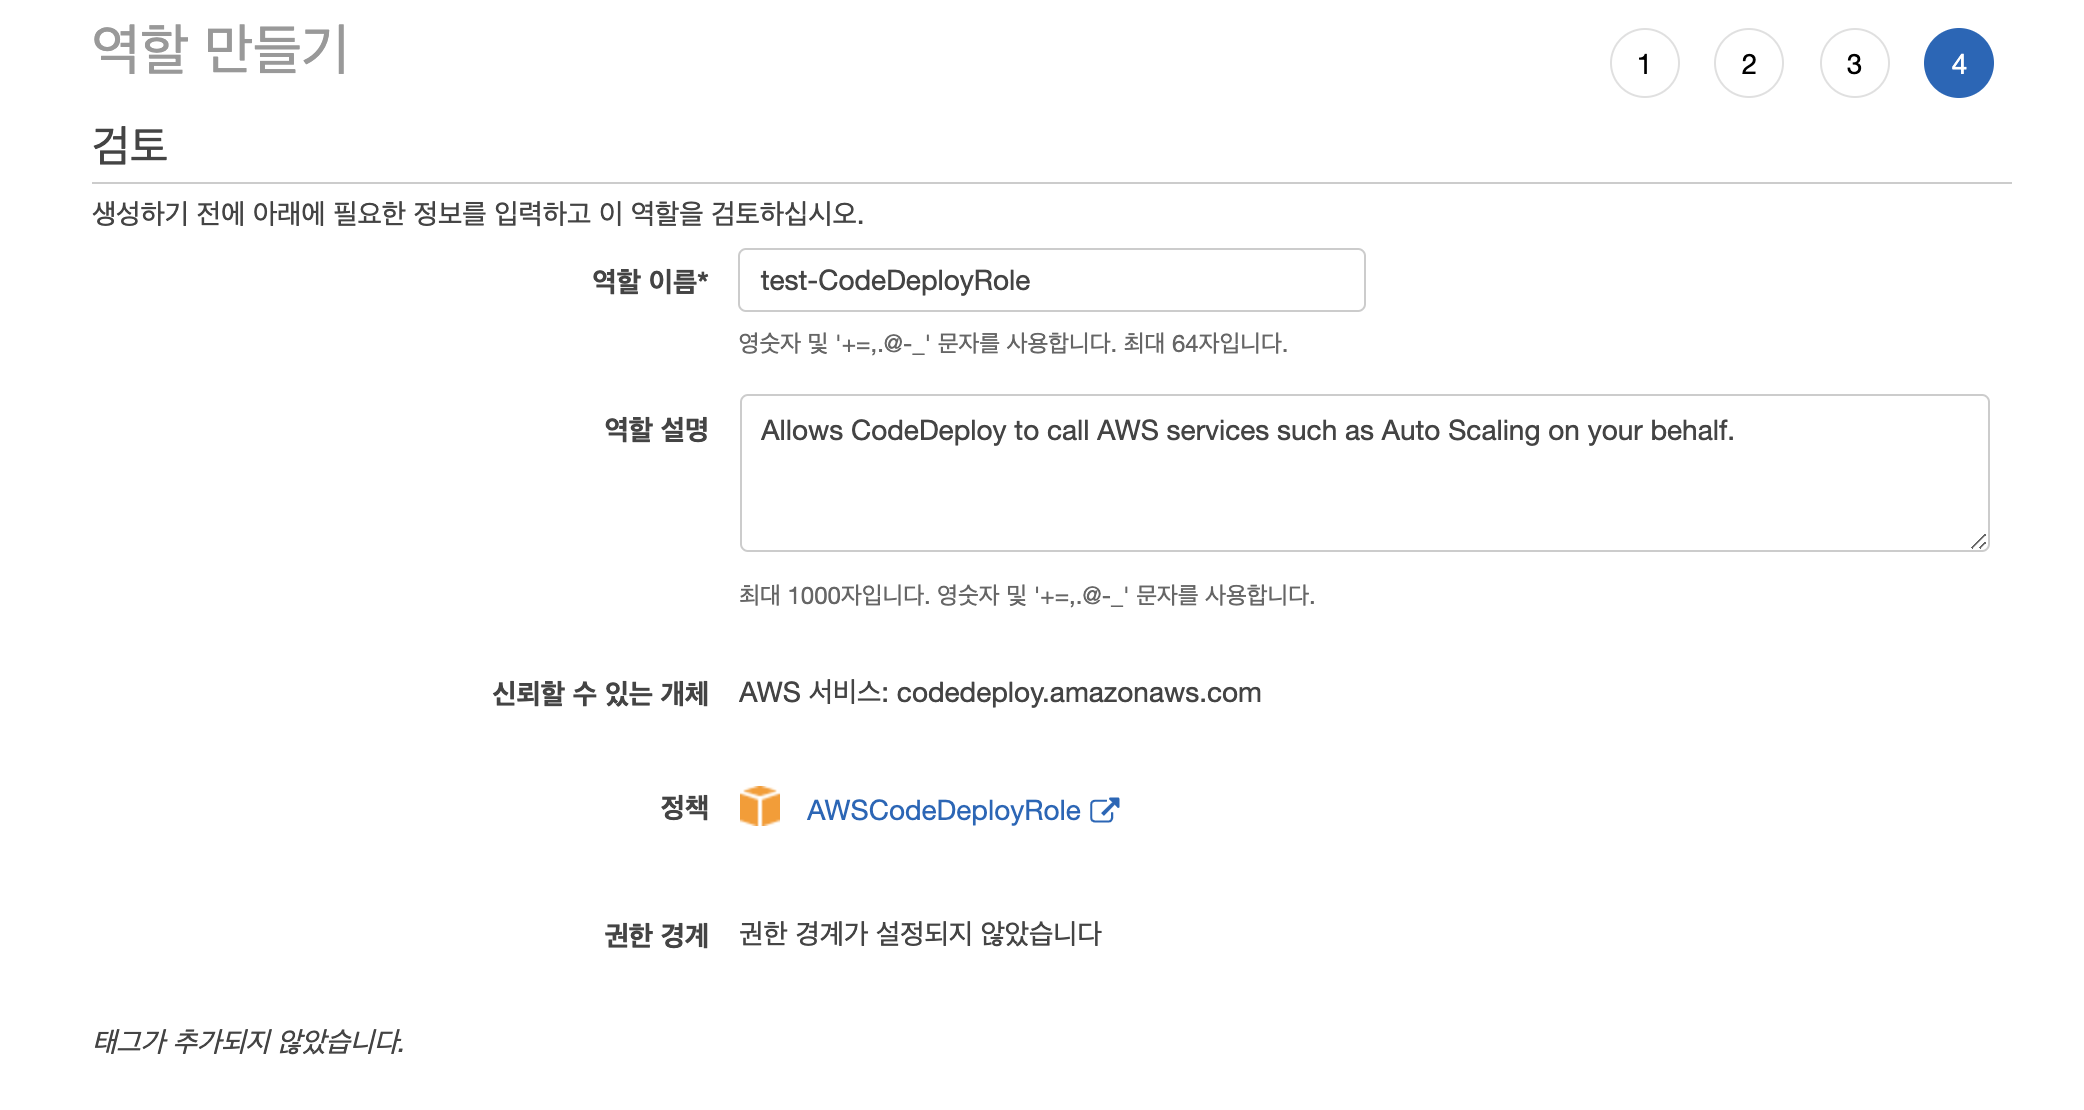 역할 만들기
1 2 3 4
검토
생성하기 전에 아래에 필요한 정보를 입력하고 이 역할을 검토하십시오.
역할 이름* test-CodeDeployRole
영숫자 및 '+=,.@-_' 문자를 사용합니다. 최대 64자입니다.
역할 설명 Allows CodeDeploy to call AWS services such as Auto Scaling on your behalf.
최대 1000자입니다. 영숫자 및 '+=,.@-_' 문자를 사용합니다.
신뢰할 수 있는 개체 AWS 서비스: codedeploy.amazonaws.com
정책 AWSCodeDeployRole
권한 경계 권한 경계가 설정되지 않았습니다
태그가 추가되지 않았습니다.